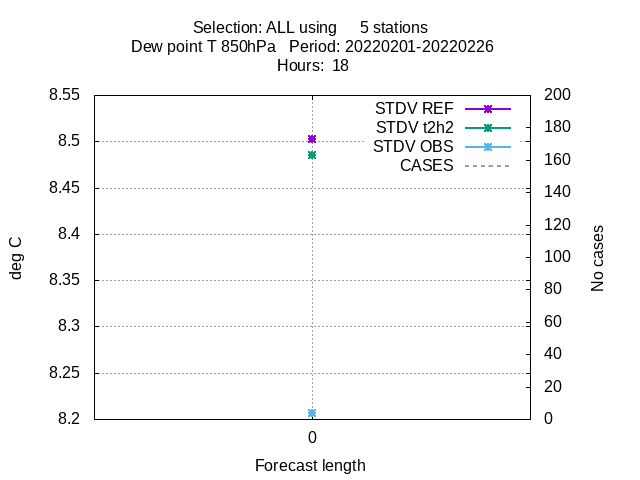 Selection: ALL using     5 stations
Dew point T 850hPa   Period: 20220201-20220226
Hours:  18
8.55
8.5
8.45
8.4
8.35
8.3
8.25
8.2
200
180
160
140
120
100
80
60
40
20
0
STDV REF
STDV t2h2
STDV OBS
CASES
deg C
No cases
0
Forecast length